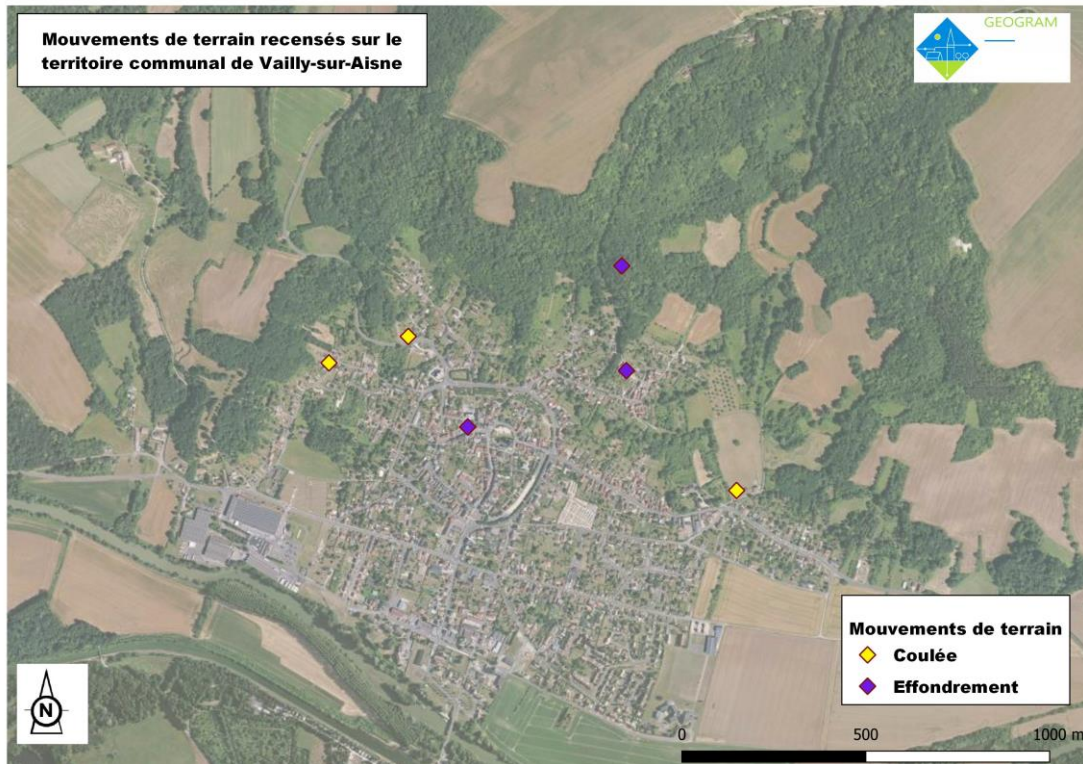 Mouvements de terrain recensés sur le
territoire communal de Vailly-sur-Aisne
GEOGRAM
Mouvements de terrain
Coulée
Effondrement
N
0 500 1000 m